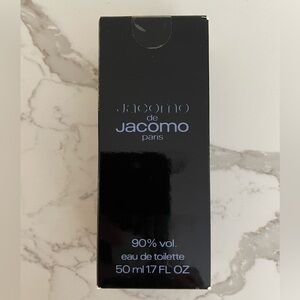 Jacomo
de
Jacomo
paris
90% vol.
eau de toilette
50 ml 1.7 FL OZ